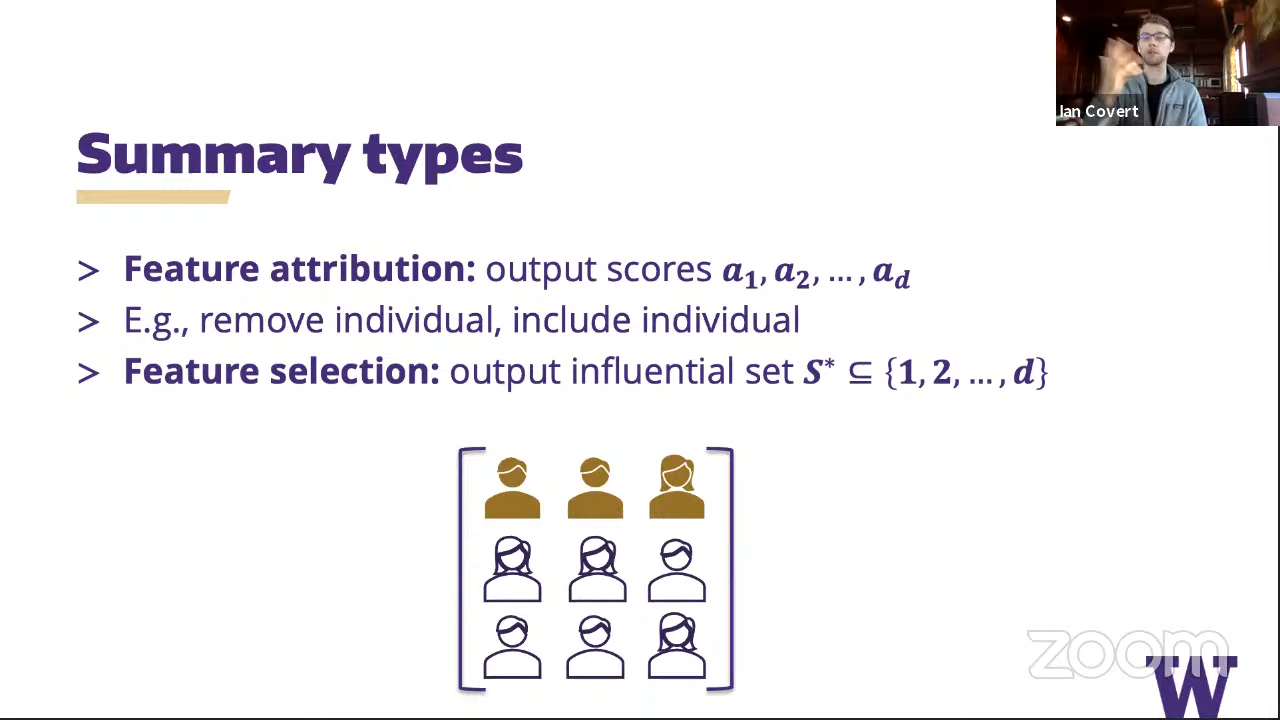 Ian Covert
Summary types
> Feature attribution: output scores a₁, a₂, … , a_d
> E.g., remove individual, include individual
> Feature selection: output influential set S* ⊆ {1, 2, … , d}
zoom
W